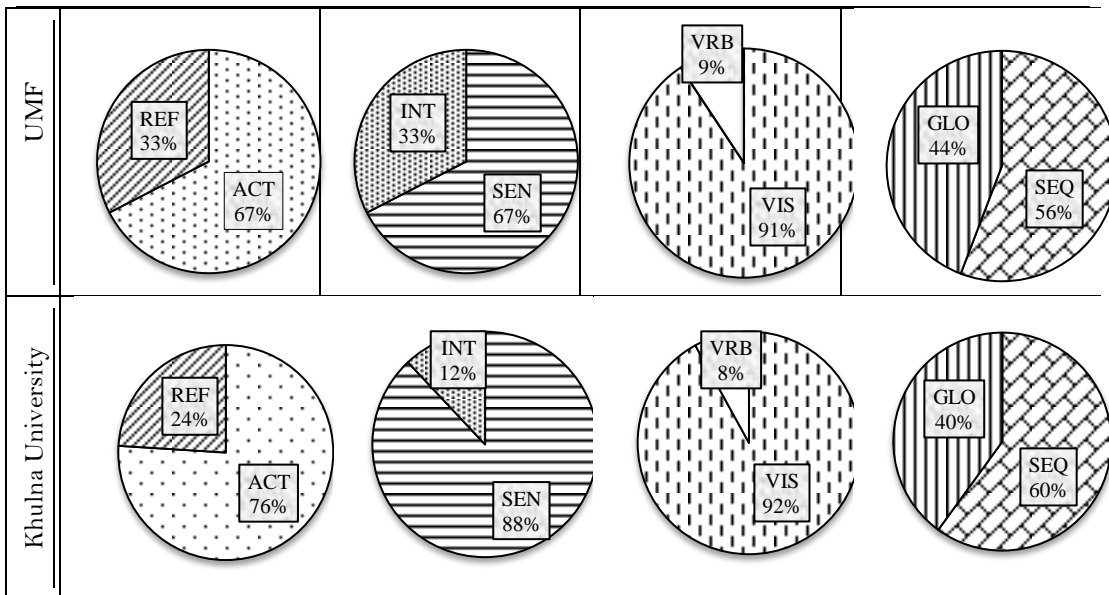 UMF
REF
33%
ACT
67%
INT
33%
SEN
67%
VRB
9%
VIS
91%
GLO
44%
SEQ
56%
Khulna University
REF
24%
ACT
76%
INT
12%
SEN
88%
VRB
8%
VIS
92%
GLO
40%
SEQ
60%